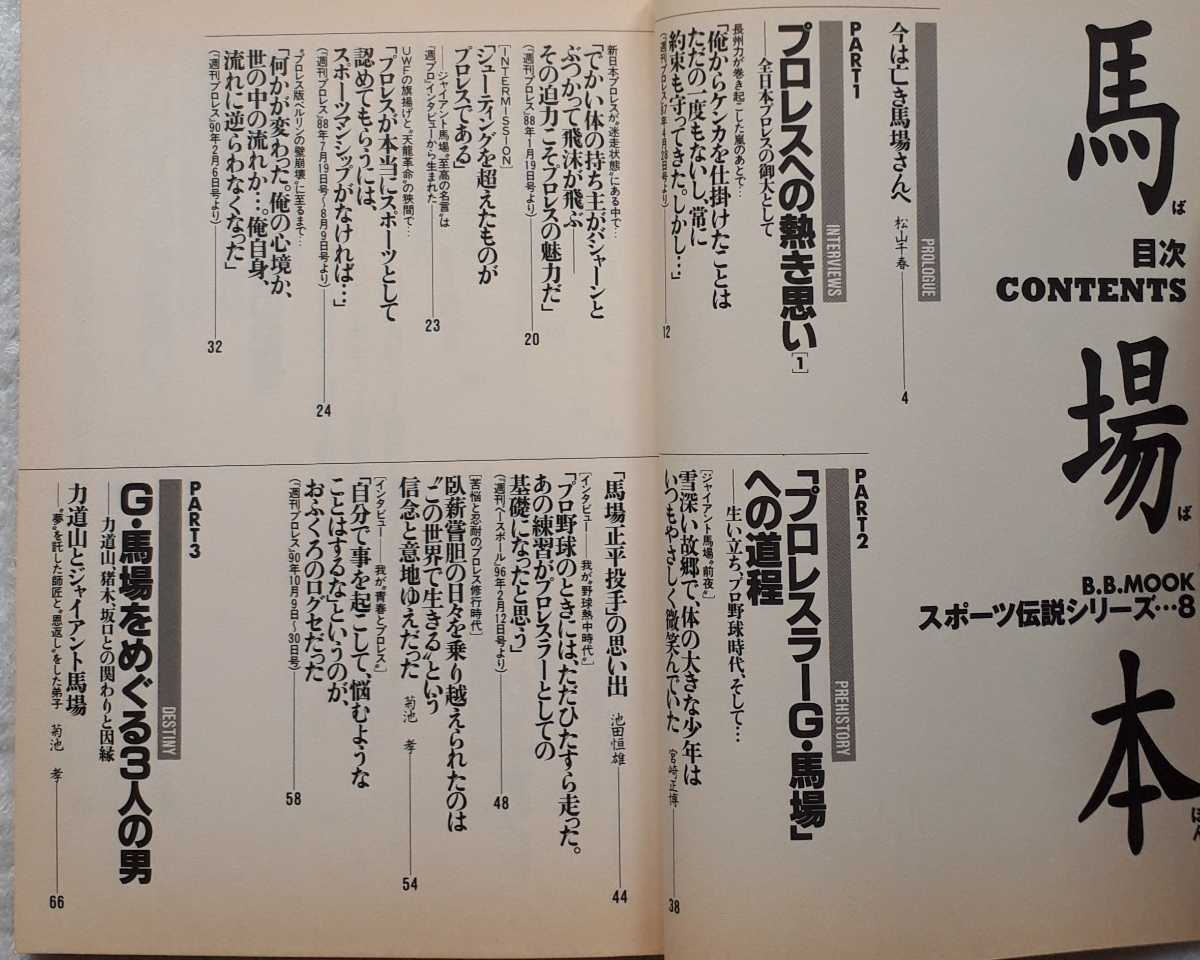 馬場本
ば
ば
ほん
目次
CONTENTS
B.B.MOOK
スポーツ伝説シリーズ…8
PROLOGUE
今は亡き馬場さんへ 松山千春
4
PART1
INTERVIEWS
プロレスへの熱き思い[1]
――全日本プロレスの御大として
長州力が巻き起こした嵐のあとで…
「俺からケンカを仕掛けたことは
ただの一度もないし、常に
約束も守ってきた。しかし…」
(『週刊プロレス』87年4月28日号より)
12
新日本プロレスが“迷走状態”にある中で…
「でかい体の持ち主がバシャーンと
ぶつかって飛沫が飛ぶ――
その迫力こそプロレスの魅力だ」
(『週刊プロレス』88年1月19日号より)
20
[INTERMISSION]
「シューティングを超えたものが
プロレスである」
――ジャイアント馬場“至高の名言”は
『週プロ』インタビューから生まれた
23
UWFの旗揚げと“天龍革命”の狭間で…
「プロレスが本当にスポーツとして
認めてもらうには、
スポーツマンシップがなければ…」
(『週刊プロレス』88年7月19日号〜8月9日号より)
24
“プロレス版ベルリンの壁崩壊”に至るまで…
「何かが変わった。俺の心境か、
世の中の流れか…。俺自身、
流れに逆らわなくなった」
(『週刊プロレス』90年2月6日号より)
32
PART2
PREHISTORY
「プロレスラーG・馬場」
への道程
――生い立ち、プロ野球時代、そして…
[ジャイアント馬場“前夜”]
雪深い故郷で、体の大きな少年は
いつもやさしく微笑んでいた 宮崎正博
38
「馬場正平投手」の思い出 池田恒雄
44
[インタビュー――我が“野球熱中時代”]
「プロ野球のときには、ただひたすら走った。
あの練習がプロレスラーとしての
基礎になったと思う」
(『週刊ベースボール』96年2月12日号より)
48
[苦悩と忍耐のプロレス修行時代]
臥薪嘗胆の日々を乗り越えられたのは
“この世界で生きる”という
信念と意地ゆえだった 菊池 孝
54
[インタビュー――我が“青春とプロレス”]
「“自分で事を起こして、悩むような
ことはするな”というのが、
おふくろの口グセだった
(『週刊プロレス』90年10月9日〜30日号)
58
PART3
DESTINY
G・馬場をめぐる3人の男
――力道山、猪木、坂口との関わりと因縁
力道山とジャイアント馬場
――“夢”を託した師匠と、“恩返し”をした弟子 菊池 孝
66